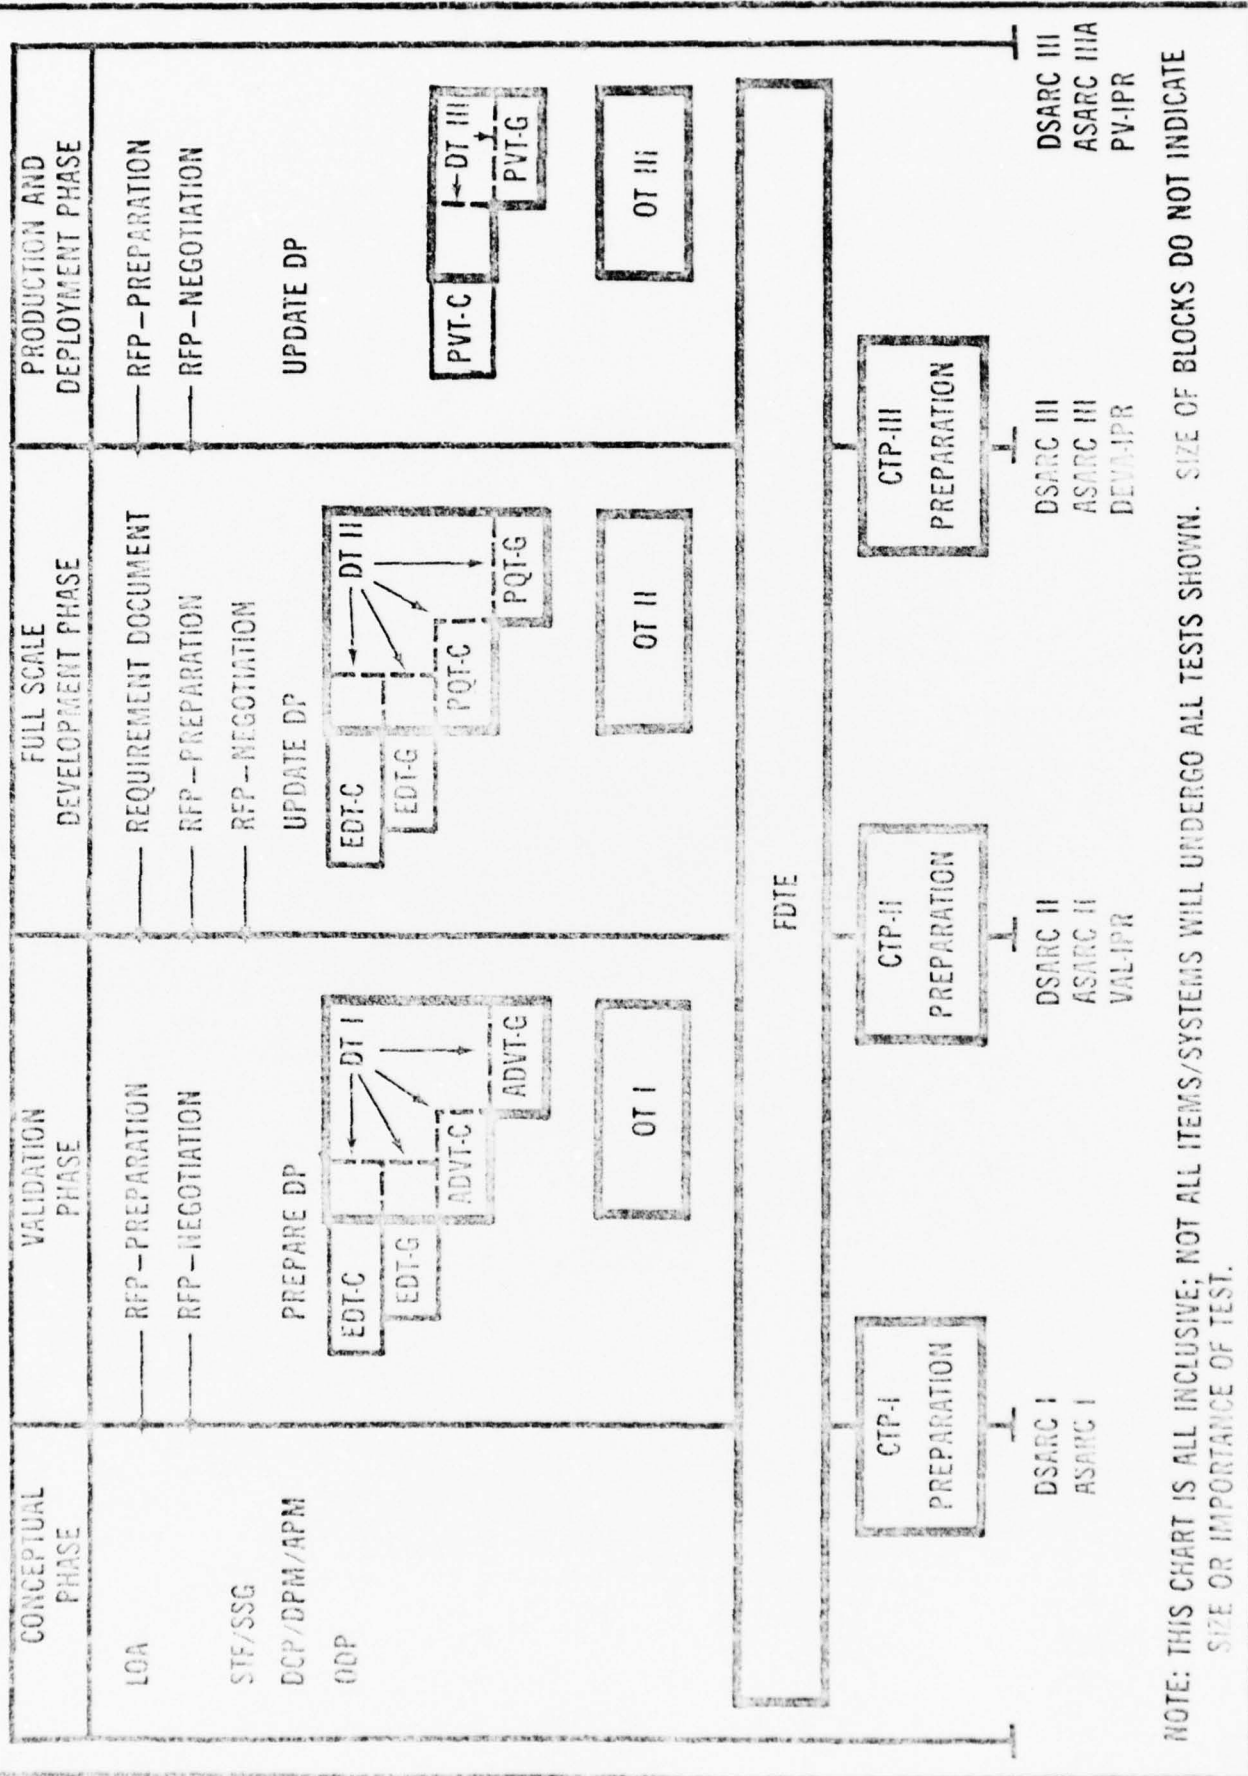 CONCEPTUAL
PHASE
VALIDATION
PHASE
FULL SCALE
DEVELOPMENT PHASE
PRODUCTION AND
DEPLOYMENT PHASE
LOA
STF/SSG
DCP/DPM/APM
ODP
RFP-PREPARATION
RFP-NEGOTIATION
PREPARE DP
EDT-C
EDT-G
ADVT-C
ADVT-G
DT I
OT I
REQUIREMENT DOCUMENT
RFP-PREPARATION
RFP-NEGOTIATION
UPDATE DP
EDT-C
EDT-G
PQT-C
PQT-G
DT II
OT II
RFP-PREPARATION
RFP-NEGOTIATION
UPDATE DP
PVT-C
DT III
PVT-G
OT III
FDTE
CTP-I
PREPARATION
CTP-II
PREPARATION
CTP-III
PREPARATION
DSARC I
ASARC I
DSARC II
ASARC II
VAL-IPR
DSARC III
ASARC III
DEVA-IPR
DSARC III
ASARC IIIA
PV-IPR
NOTE: THIS CHART IS ALL INCLUSIVE; NOT ALL ITEMS/SYSTEMS WILL UNDERGO ALL TESTS SHOWN. SIZE OF BLOCKS DO NOT INDICATE
SIZE OR IMPORTANCE OF TEST.